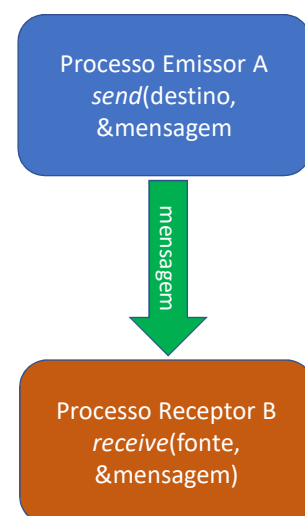 Processo Emissor A
send(destino,
&mensagem
mensagem
Processo Receptor B
receive(fonte,
&mensagem)